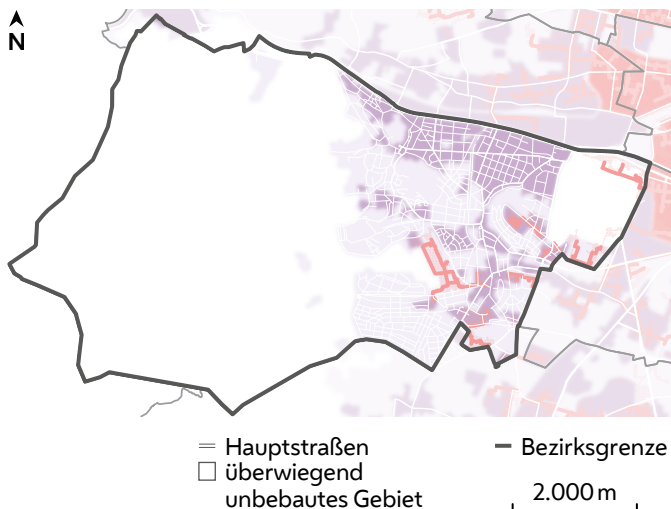 N
Hauptstraßen
überwiegend
unbebautes Gebiet
Bezirksgrenze
2.000 m